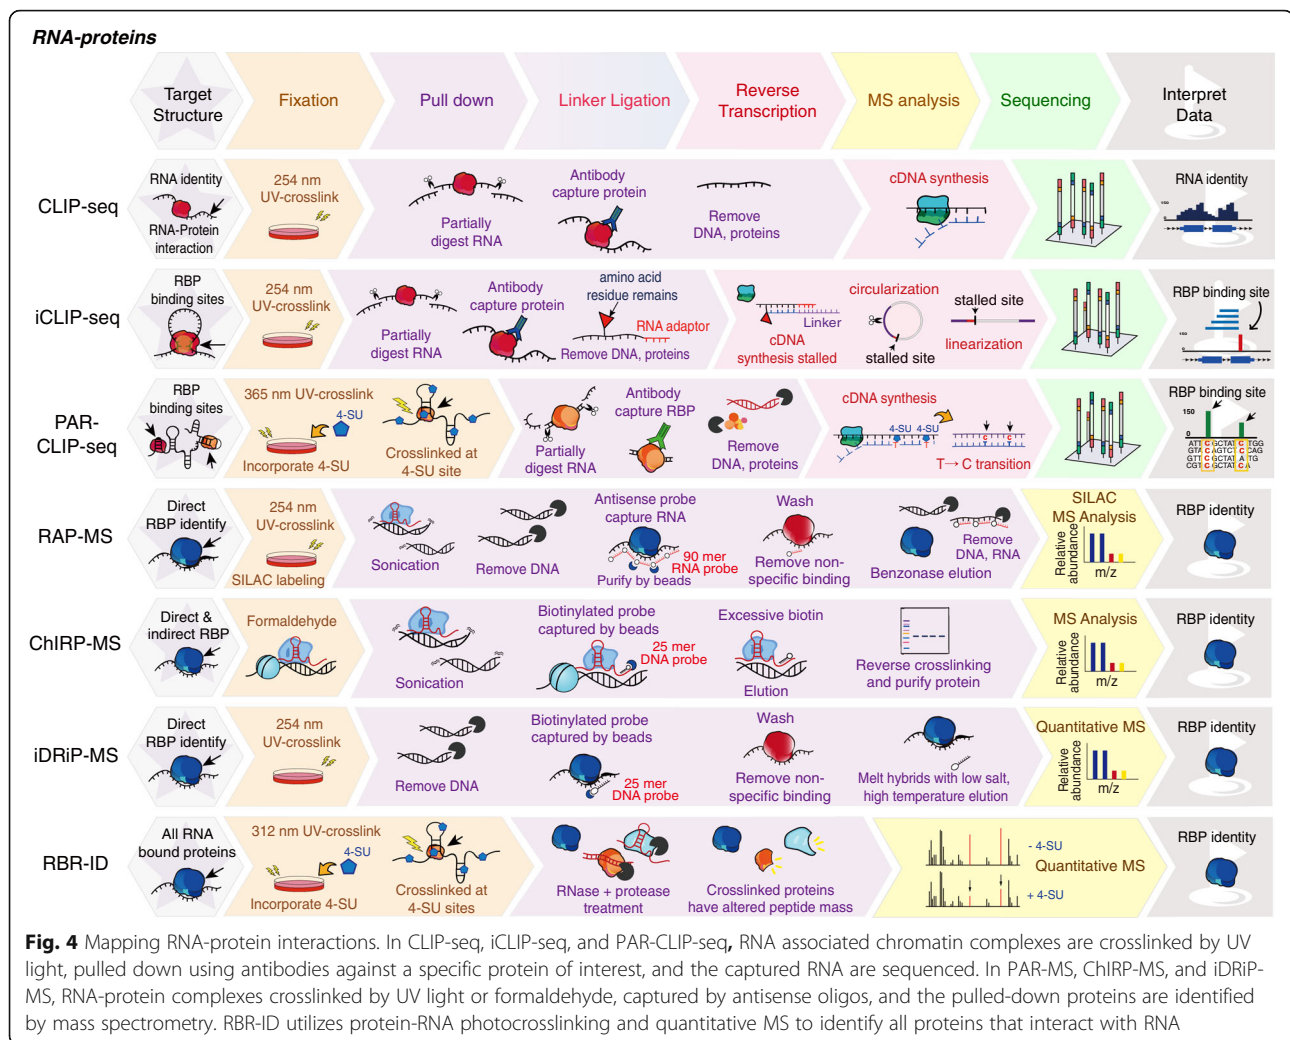 RNA-proteins
Target Structure
Fixation
Pull down
Linker Ligation
Reverse Transcription
MS analysis
Sequencing
Interpret Data
CLIP-seq
RNA identity
RNA-Protein interaction
254 nm UV-crosslink
Partially digest RNA
Antibody capture protein
Remove DNA, proteins
cDNA synthesis
RNA identity
150
0
iCLIP-seq
RBP binding sites
254 nm UV-crosslink
Partially digest RNA
Antibody capture protein
amino acid residue remains
RNA adaptor
Remove DNA, proteins
Linker
cDNA synthesis stalled
circularization
stalled site
stalled site
linearization
RBP binding site
150
0
PAR-CLIP-seq
RBP binding sites
365 nm UV-crosslink
4-SU
Incorporate 4-SU
Crosslinked at 4-SU site
Partially digest RNA
Antibody capture RBP
Remove DNA, proteins
cDNA synthesis
4-SU 4-SU
T→C transition
RBP binding site
150
0
ATT C GCTAT C TGG
GTA C AGTCT C CAG
GTT C GCTAT A TG
CGT C GCTAT C A
RAP-MS
Direct RBP identify
254 nm UV-crosslink
SILAC labeling
Sonication
Remove DNA
Antisense probe capture RNA
90 mer RNA probe
Purify by beads
Wash
Remove non-specific binding
Benzonase elution
Remove DNA, RNA
SILAC MS Analysis
Relative abundance
m/z
RBP identity
ChIRP-MS
Direct & indirect RBP
Formaldehyde
Sonication
Biotinylated probe captured by beads
25 mer DNA probe
Excessive biotin
Elution
Reverse crosslinking and purify protein
MS Analysis
Relative abundance
m/z
RBP identity
iDRiP-MS
Direct RBP identify
254 nm UV-crosslink
Remove DNA
Biotinylated probe captured by beads
25 mer DNA probe
Wash
Remove non-specific binding
Melt hybrids with low salt, high temperature elution
Quantitative MS
Relative abundance
m/z
RBP identity
RBR-ID
All RNA bound proteins
312 nm UV-crosslink
4-SU
Incorporate 4-SU
Crosslinked at 4-SU sites
RNase + protease treatment
Crosslinked proteins have altered peptide mass
- 4-SU
Quantitative MS
+ 4-SU
RBP identity
Fig. 4 Mapping RNA-protein interactions. In CLIP-seq, iCLIP-seq, and PAR-CLIP-seq, RNA associated chromatin complexes are crosslinked by UV
light, pulled down using antibodies against a specific protein of interest, and the captured RNA are sequenced. In PAR-MS, ChIRP-MS, and iDRiP-
MS, RNA-protein complexes crosslinked by UV light or formaldehyde, captured by antisense oligos, and the pulled-down proteins are identified
by mass spectrometry. RBR-ID utilizes protein-RNA photocrosslinking and quantitative MS to identify all proteins that interact with RNA